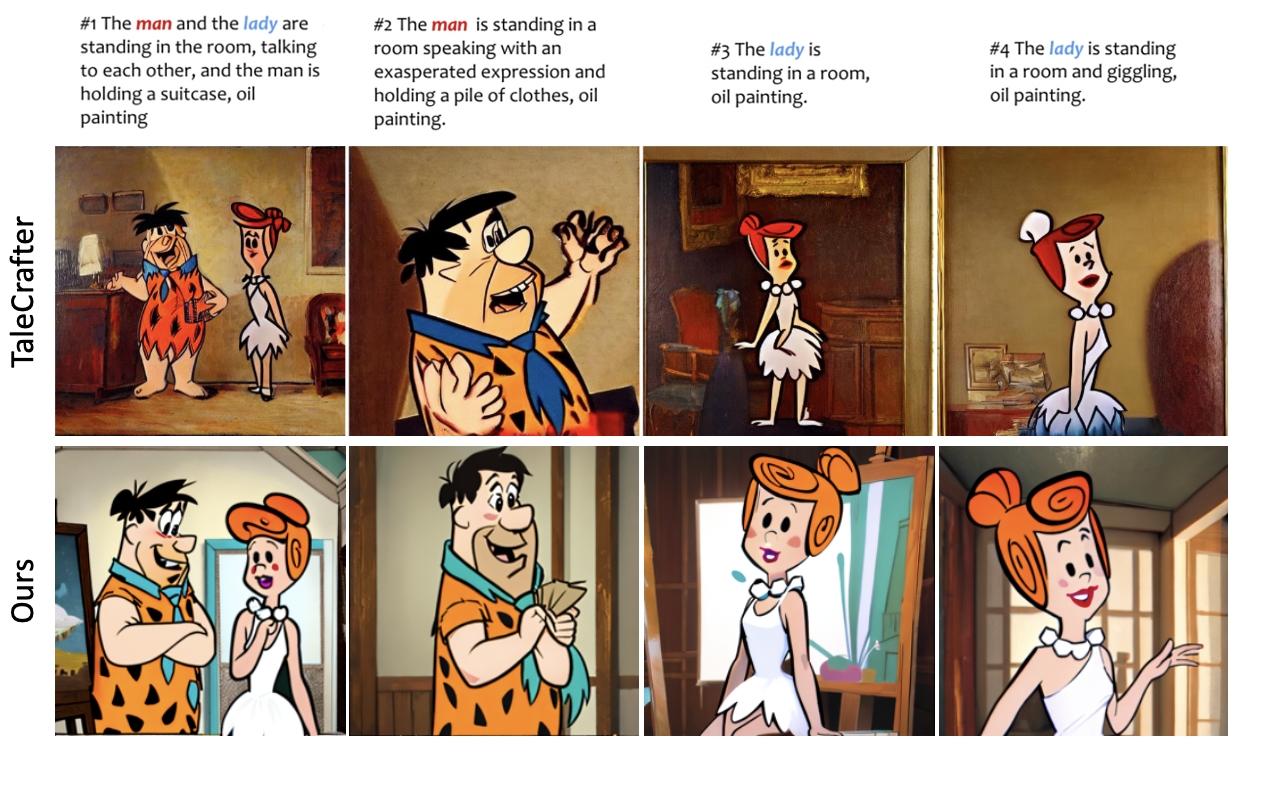 #1 The man and the lady are
standing in the room, talking
to each other, and the man is
holding a suitcase, oil
painting
#2 The man is standing in a
room speaking with an
exasperated expression and
holding a pile of clothes, oil
painting.
#3 The lady is
standing in a room,
oil painting.
#4 The lady is standing
in a room and giggling,
oil painting.
TaleCrafter
Ours